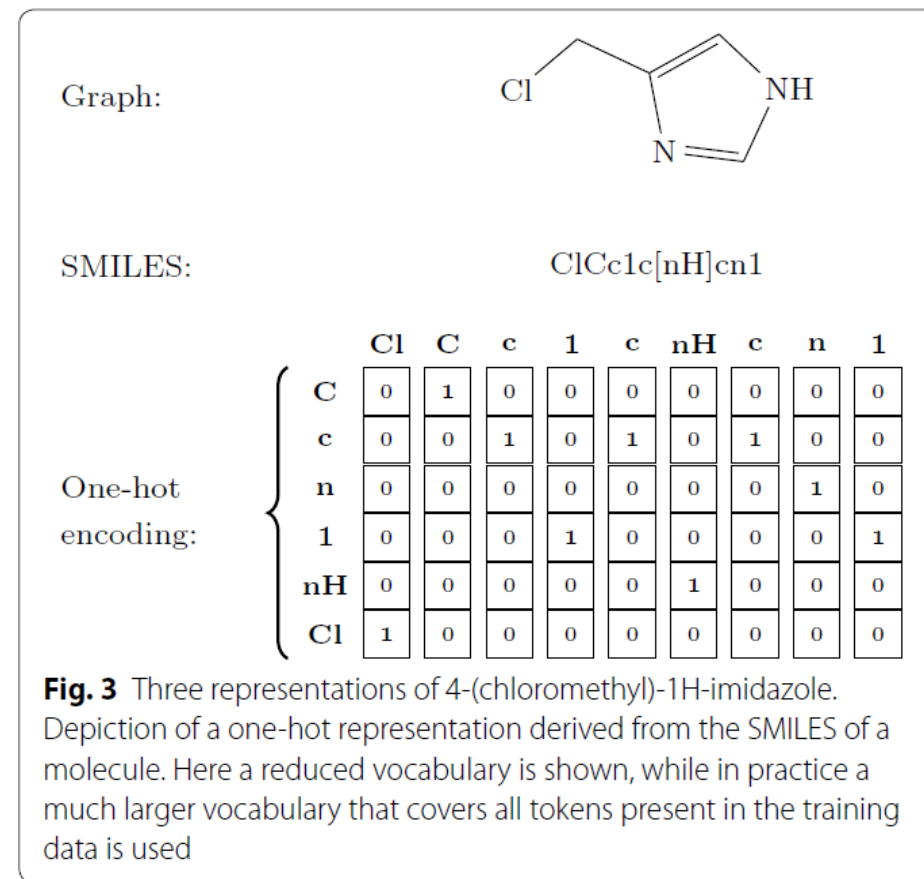 Graph:
Cl
NH
N
SMILES:
ClCc1c[nH]cn1
Cl C c 1 c nH c n 1
C 0 1 0 0 0 0 0 0 0
c 0 0 1 0 1 0 1 0 0
One-hot
encoding:
n 0 0 0 0 0 0 0 1 0
1 0 0 0 1 0 0 0 0 1
nH 0 0 0 0 0 1 0 0 0
Cl 1 0 0 0 0 0 0 0 0
Fig. 3 Three representations of 4-(chloromethyl)-1H-imidazole.
Depiction of a one-hot representation derived from the SMILES of a
molecule. Here a reduced vocabulary is shown, while in practice a
much larger vocabulary that covers all tokens present in the training
data is used